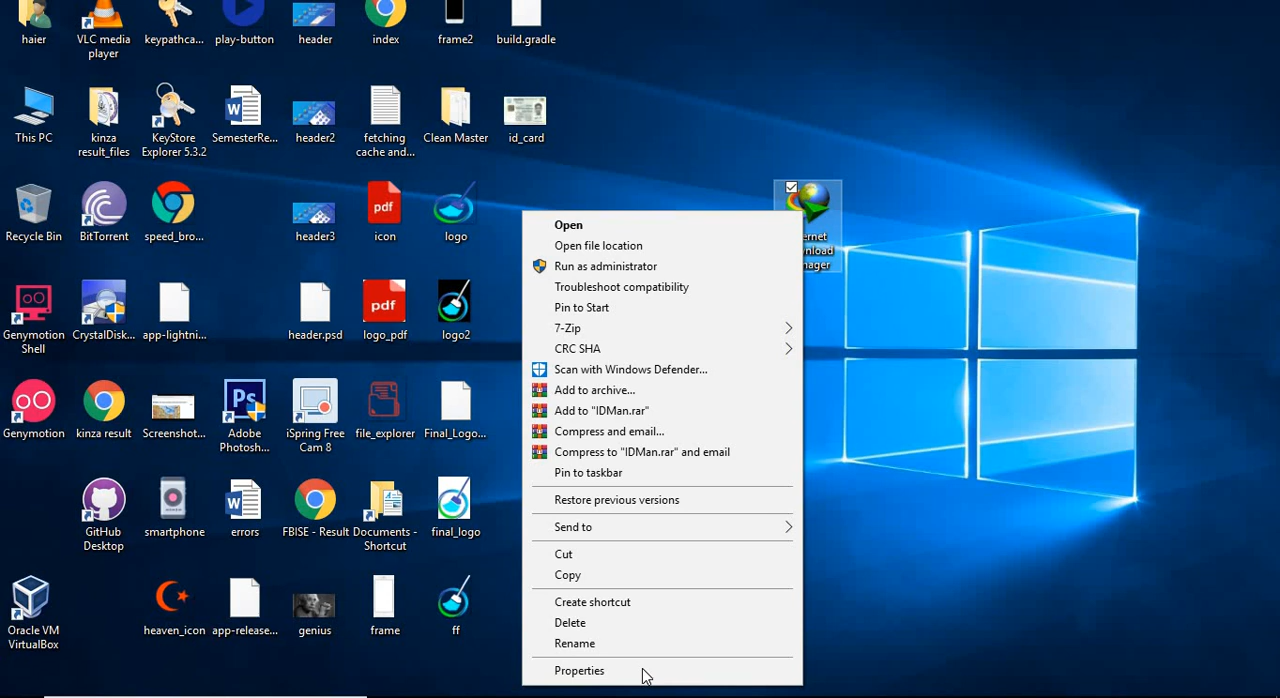 haier
VLC media
player
keypathca...
play-button
header
index
frame2
build.gradle
This PC
kinza
result_files
KeyStore
Explorer 5.3.2
SemesterRe...
header2
fetching
cache and...
Clean Master
id_card
Recycle Bin
BitTorrent
speed_bro...
header3
pdf
icon
logo
ernet
nload
nager
Genymotion
Shell
CrystalDisk...
app-lightni...
header.psd
pdf
logo_pdf
logo2
Genymotion
kinza result
Screenshot...
Ps
Adobe
Photosh...
iSpring Free
Cam 8
file_explorer
Final_Logo...
GitHub
Desktop
smartphone
errors
FBISE - Result
Documents -
Shortcut
final_logo
Oracle VM
VirtualBox
heaven_icon
app-release...
genius
frame
ff
Open
Open file location
Run as administrator
Troubleshoot compatibility
Pin to Start
7-Zip
CRC SHA
Scan with Windows Defender...
Add to archive...
Add to "IDMan.rar"
Compress and email...
Compress to "IDMan.rar" and email
Pin to taskbar
Restore previous versions
Send to
Cut
Copy
Create shortcut
Delete
Rename
Properties